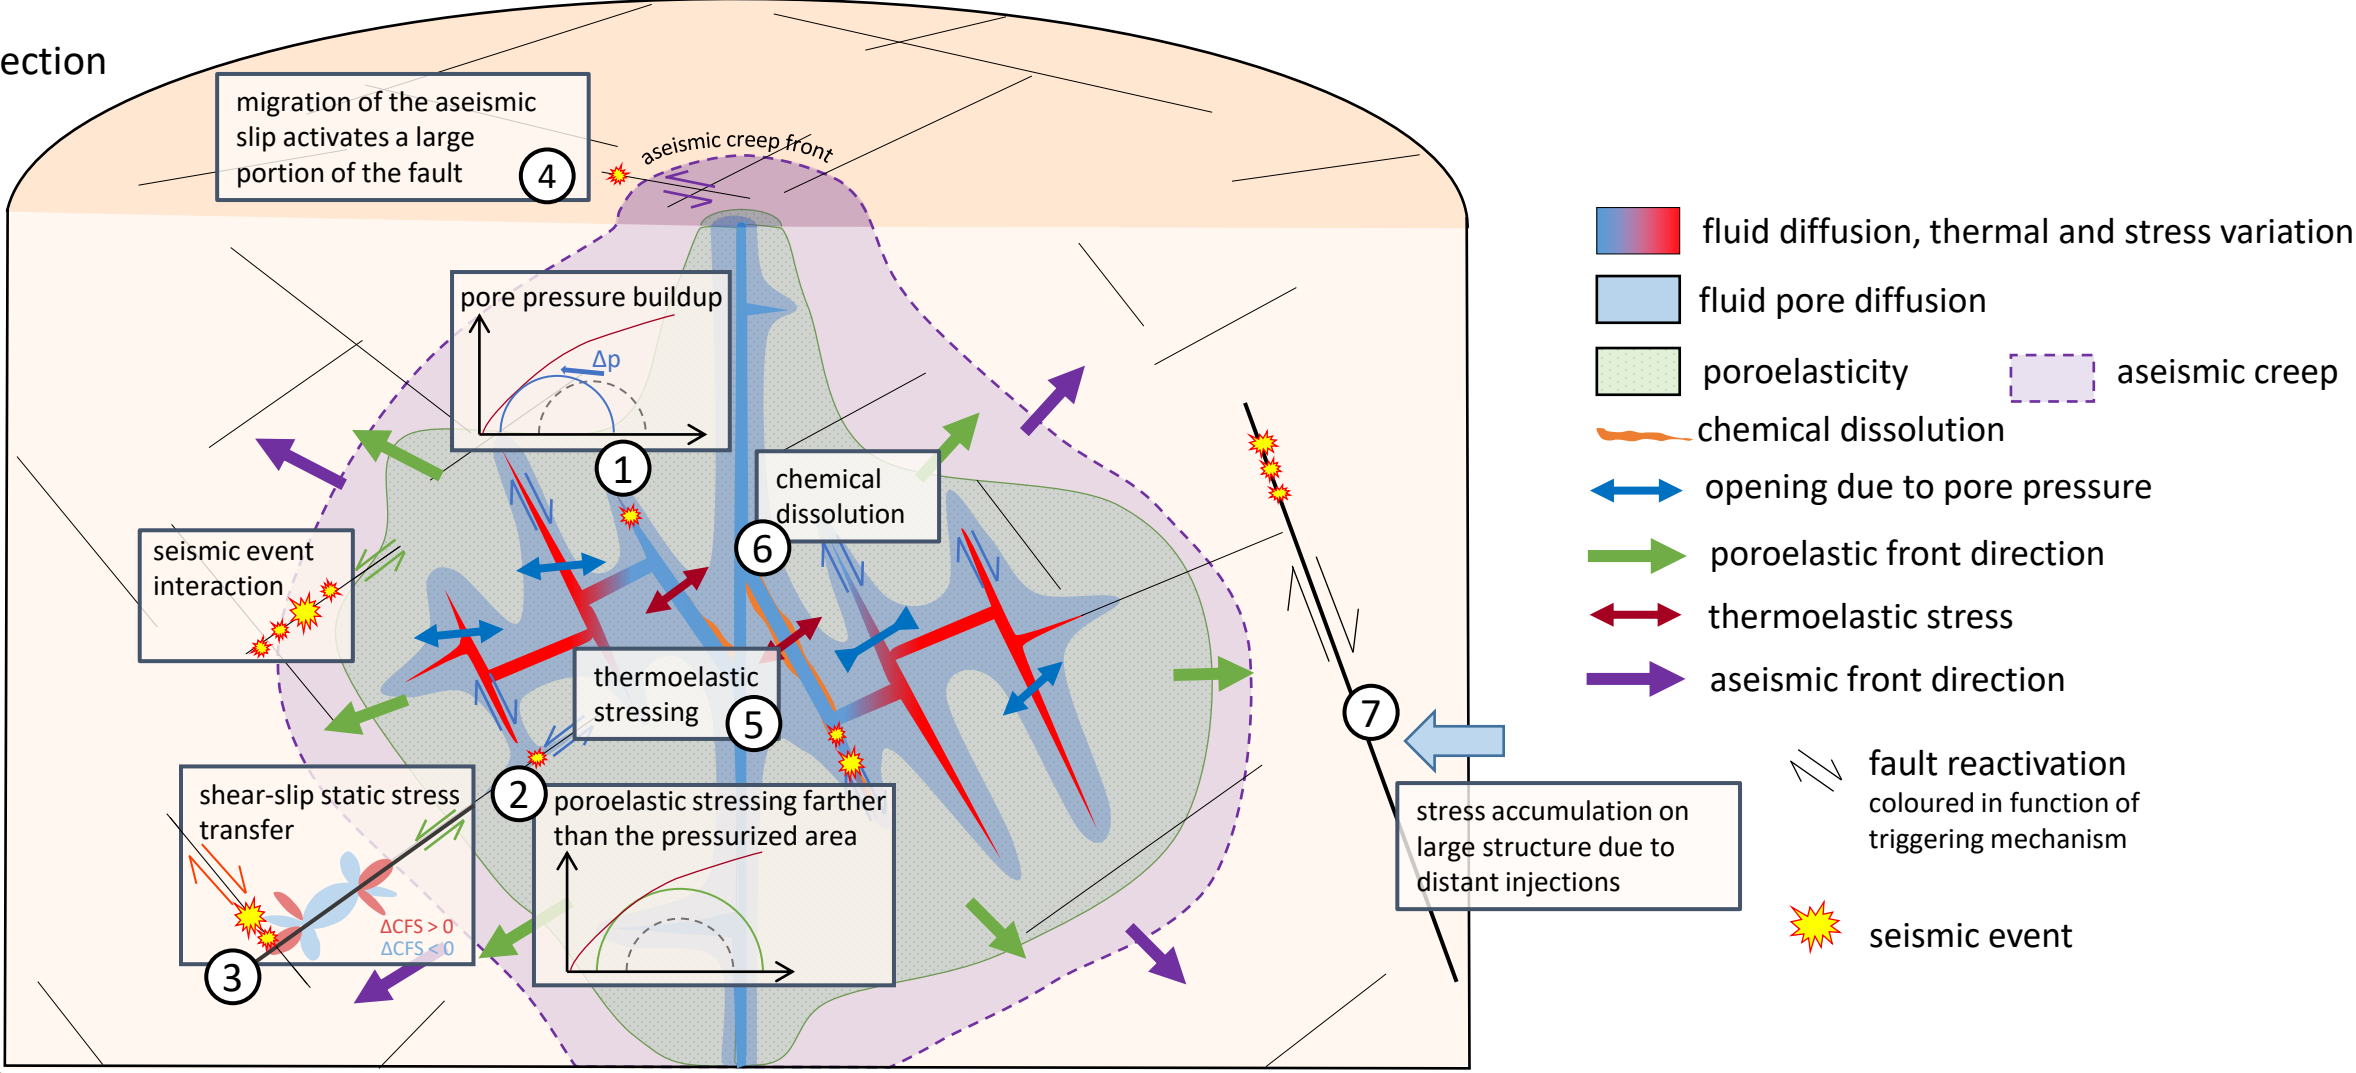 ection
migration of the aseismic
slip activates a large
portion of the fault
4
aseismic creep front
pore pressure buildup
Δp
1
chemical
dissolution
6
seismic event
interaction
thermoelastic
stressing
5
2
shear-slip static stress
transfer
ΔCFS > 0
ΔCFS < 0
3
poroelastic stressing farther
than the pressurized area
7
stress accumulation on
large structure due to
distant injections
fluid diffusion, thermal and stress variation
fluid pore diffusion
poroelasticity
aseismic creep
chemical dissolution
opening due to pore pressure
poroelastic front direction
thermoelastic stress
aseismic front direction
fault reactivation
coloured in function of
triggering mechanism
seismic event